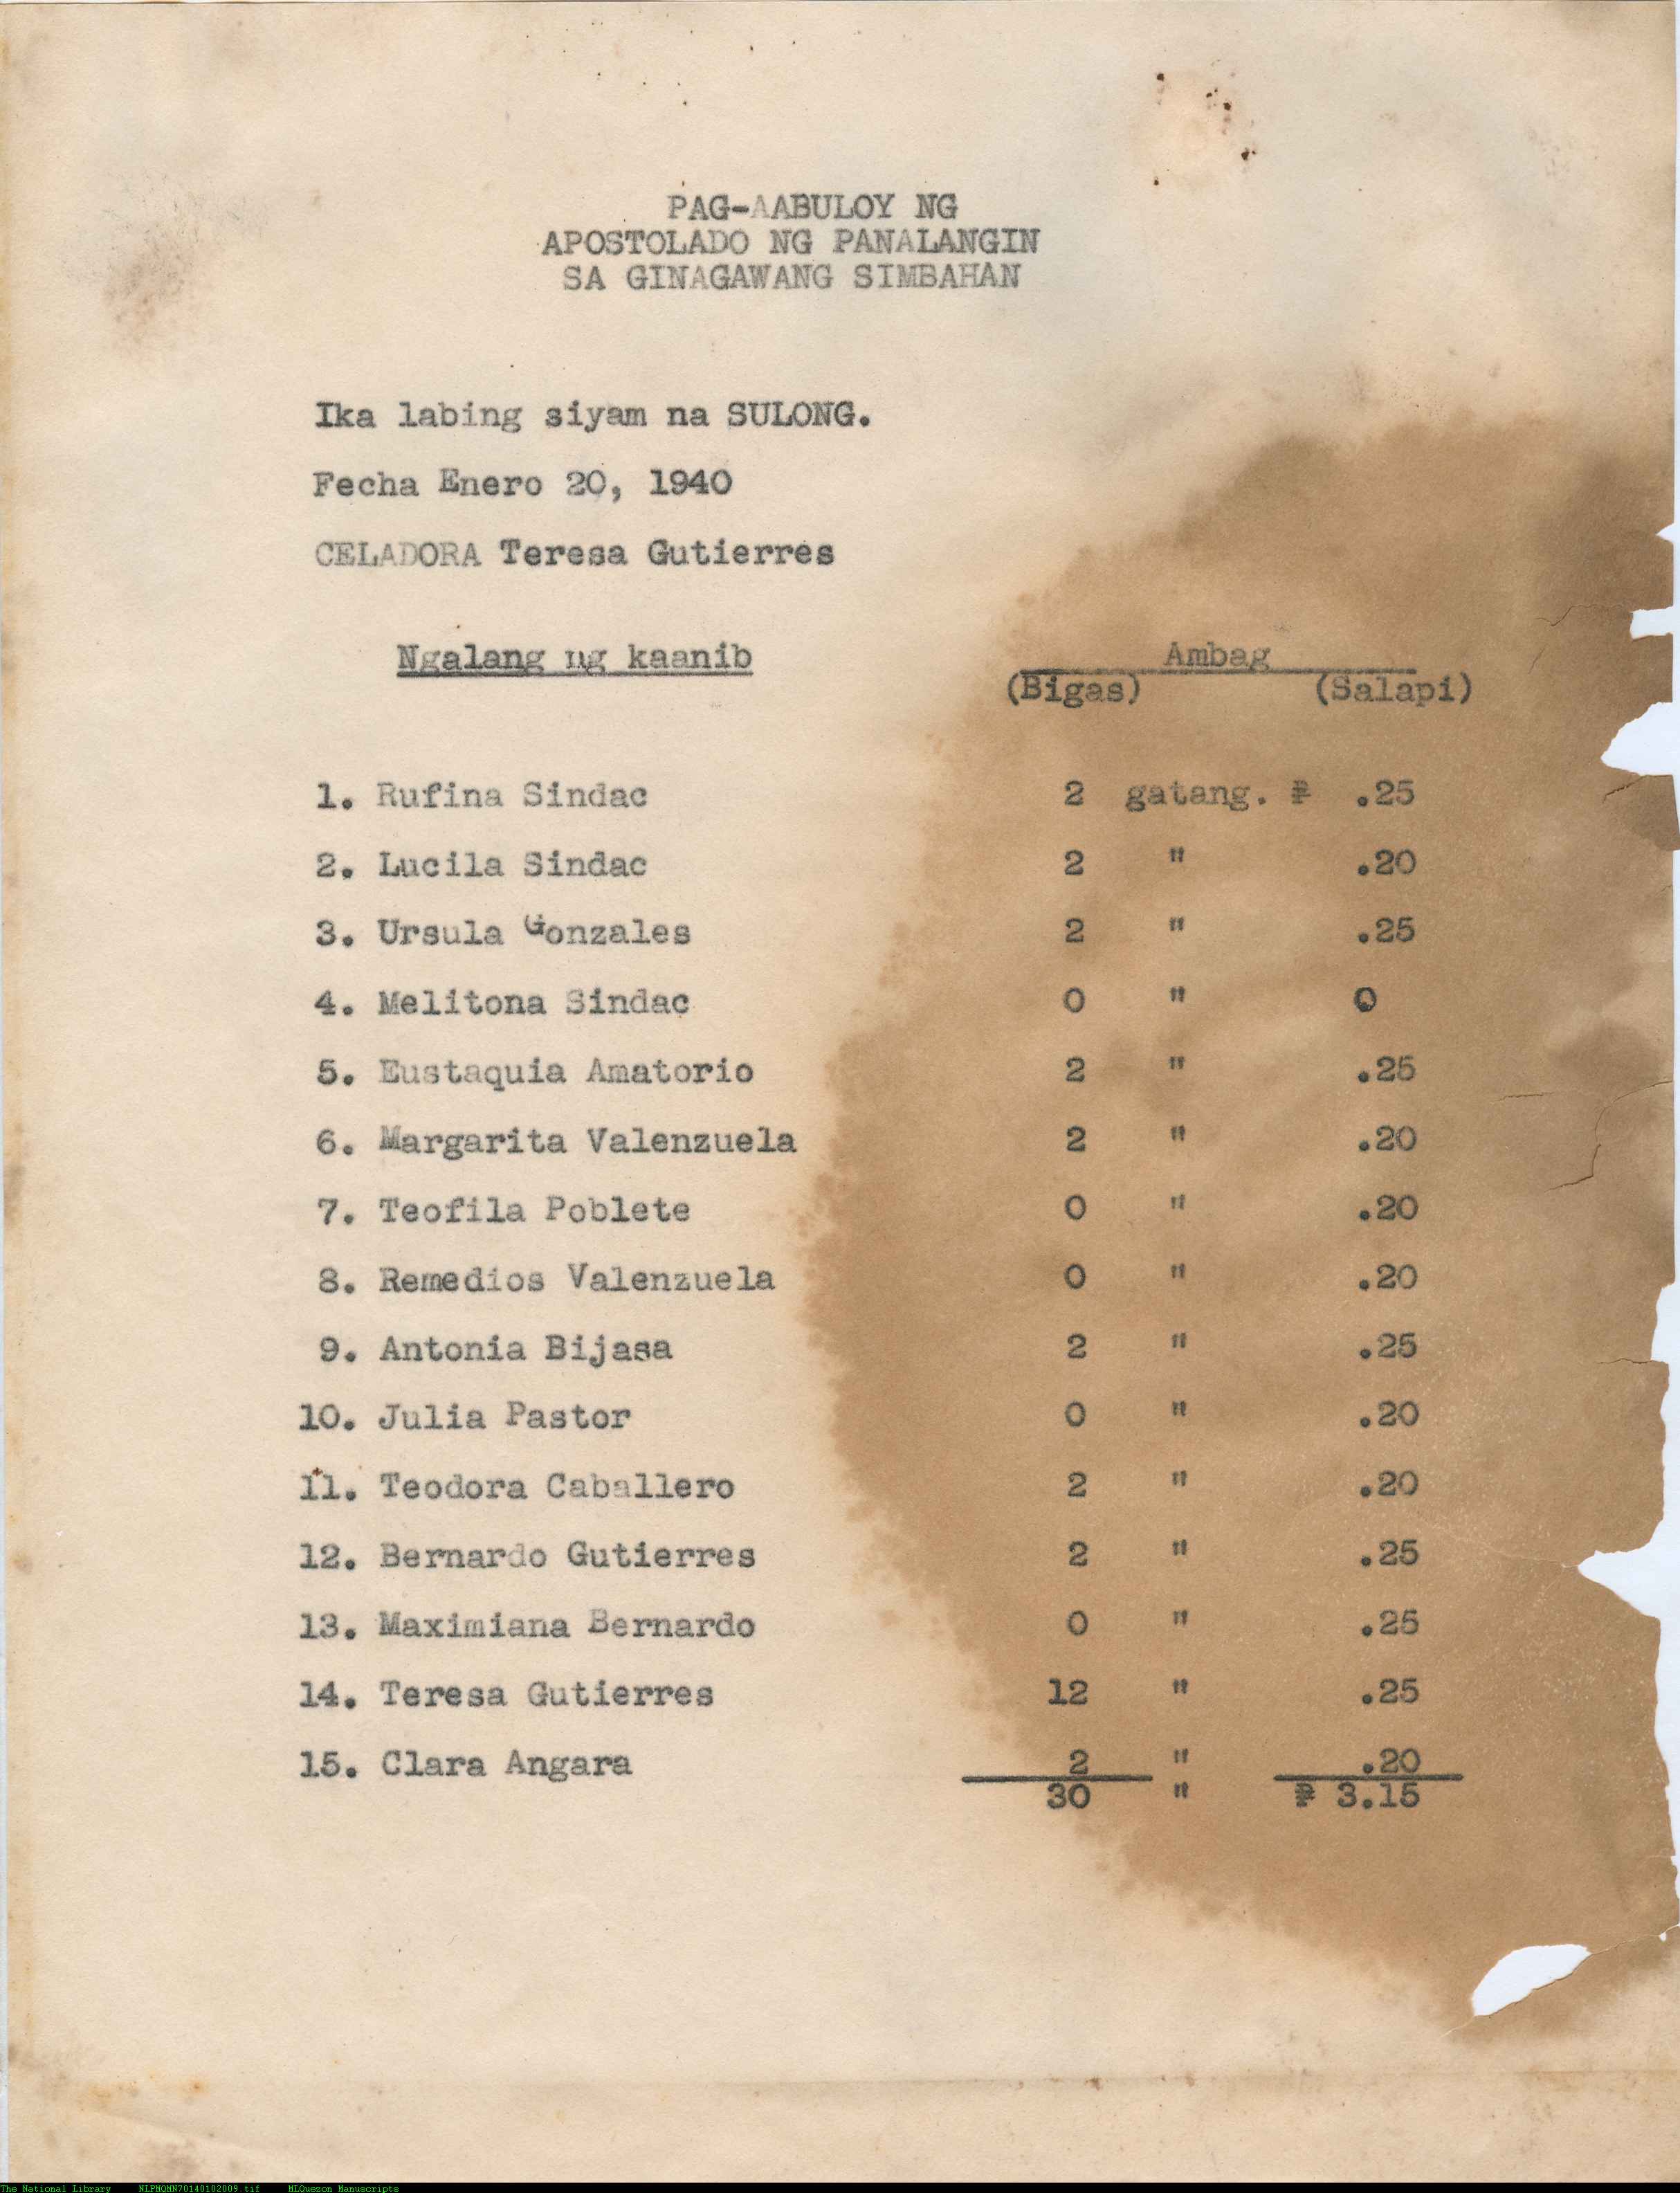 PAG-AABULOY NG
APOSTOLADO NG PANALANGIN
SA GINAGAWANG SIMBAHAN
Ika labing siyam na SULONG.
Fecha Enero 20, 1940
CELADORA Teresa Gutierres
Ngalang ng kaanib Ambag
(Bigas) (Salapi)
1. Rufina Sindac 2 gatang. ₱ .25
2. Lucila Sindac 2 " .20
3. Ursula Gonzales 2 " .25
4. Melitona Sindac 0 " 0
5. Eustaquia Amatorio 2 " .25
6. Margarita Valenzuela 2 " .20
7. Teofila Poblete 0 " .20
8. Remedios Valenzuela 0 " .20
9. Antonia Bijasa 2 " .25
10. Julia Pastor 0 " .20
11. Teodora Caballero 2 " .20
12. Bernardo Gutierres 2 " .25
13. Maximiana Bernardo 0 " .25
14. Teresa Gutierres 12 " .25
15. Clara Angara 2 " .20
30 " ₱ 3.15
The National Library NLPMQMN70140102009.tif MLQuezon Manuscripts